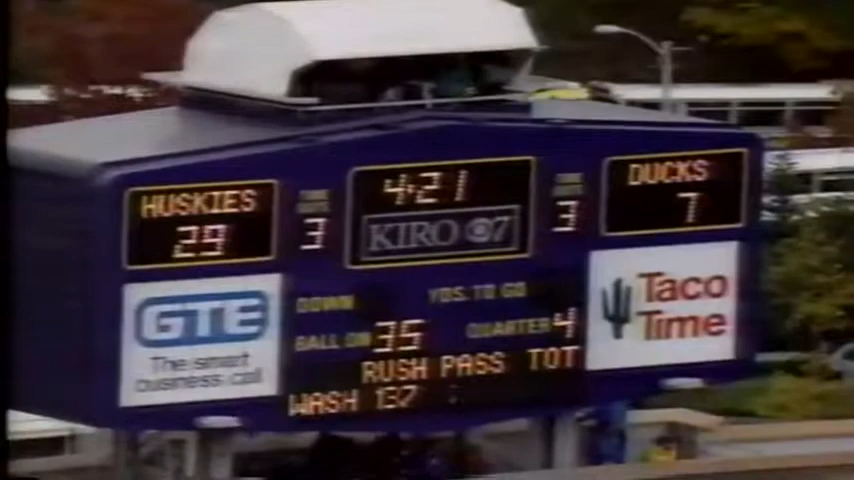 HUSKIES
29
3
4:21
KIRO 7
3
DUCKS
7
GTE
The smart
business call
DOWN YDS. TO GO
BALL ON 35 QUARTER 4
RUSH PASS TOT
WASH 137
Taco
Time